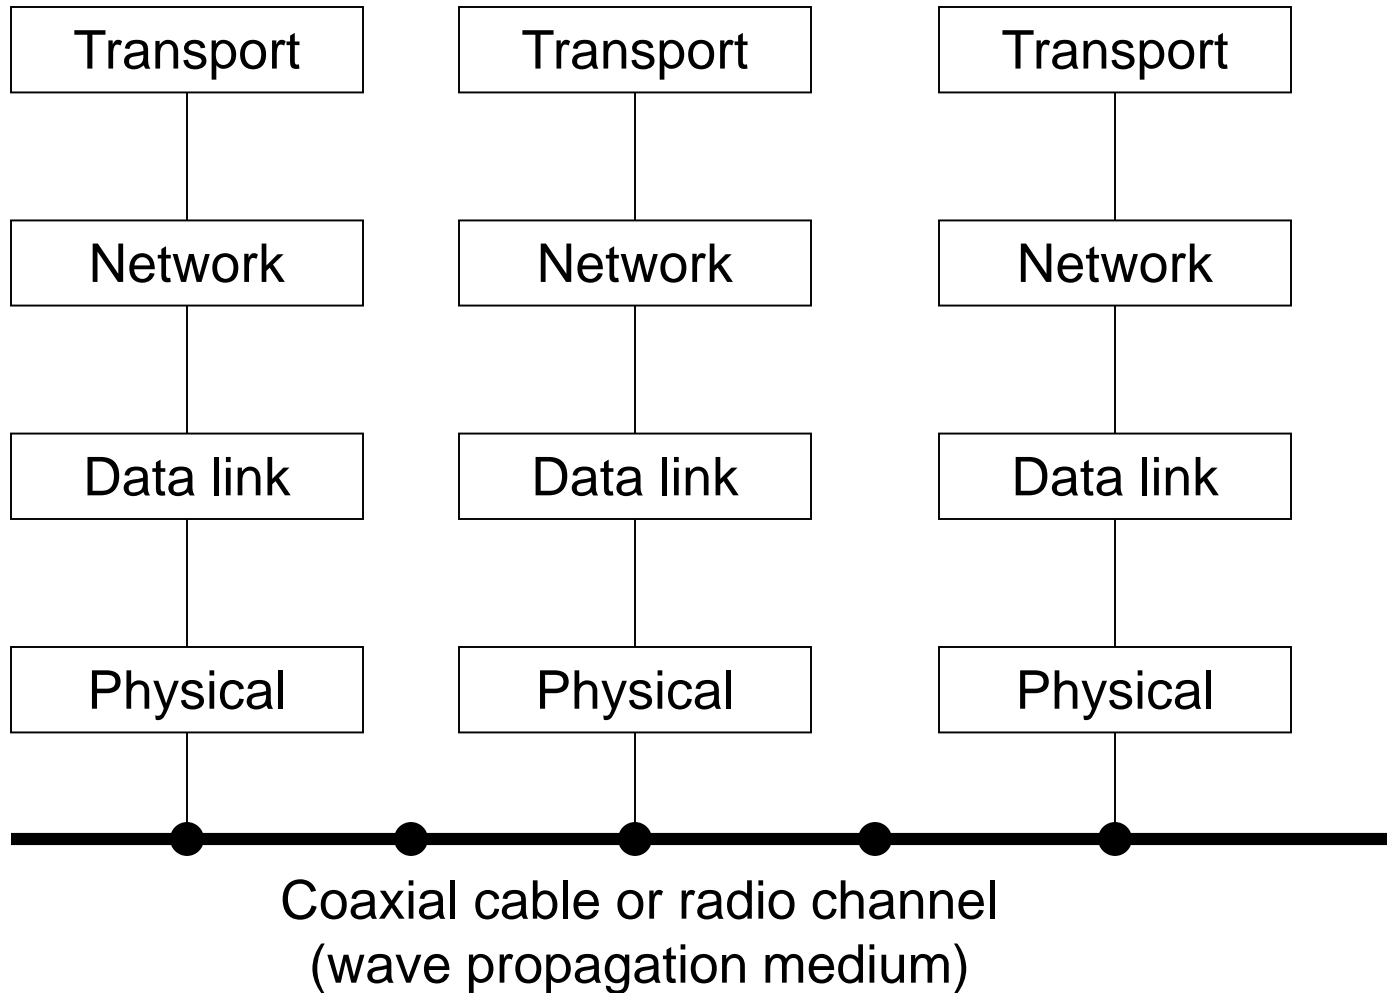 Transport
Transport
Transport
Network
Network
Network
Data link
Data link
Data link
Physical
Physical
Physical
Coaxial cable or radio channel
(wave propagation medium)